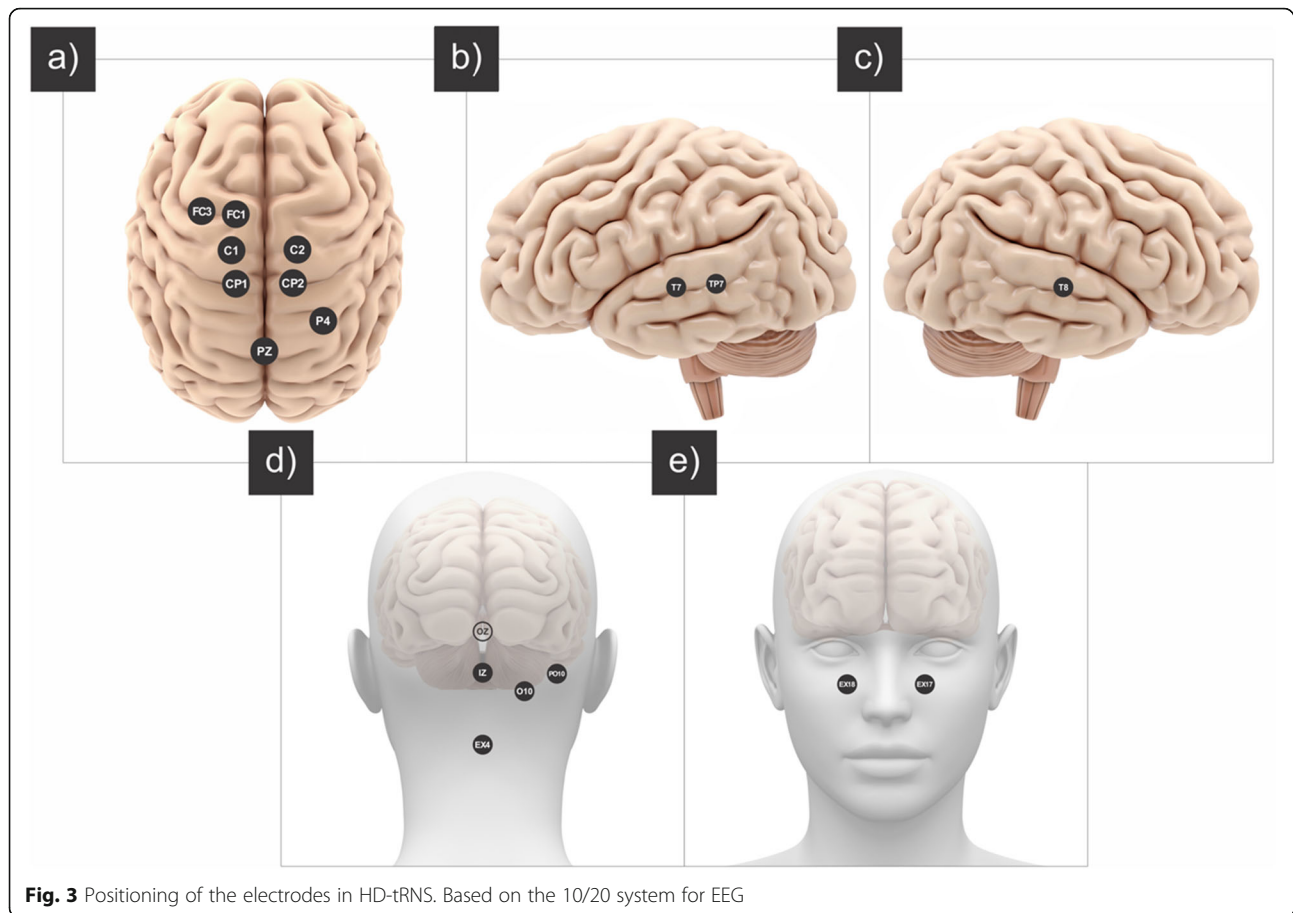 a)
b)
c)
FC3 FC1
C1 C2
CP1 CP2
P4
PZ
T7 TP7
T8
d)
e)
OZ
IZ
PO10
O10
EX4
EX18 EX17
Fig. 3 Positioning of the electrodes in HD-tRNS. Based on the 10/20 system for EEG